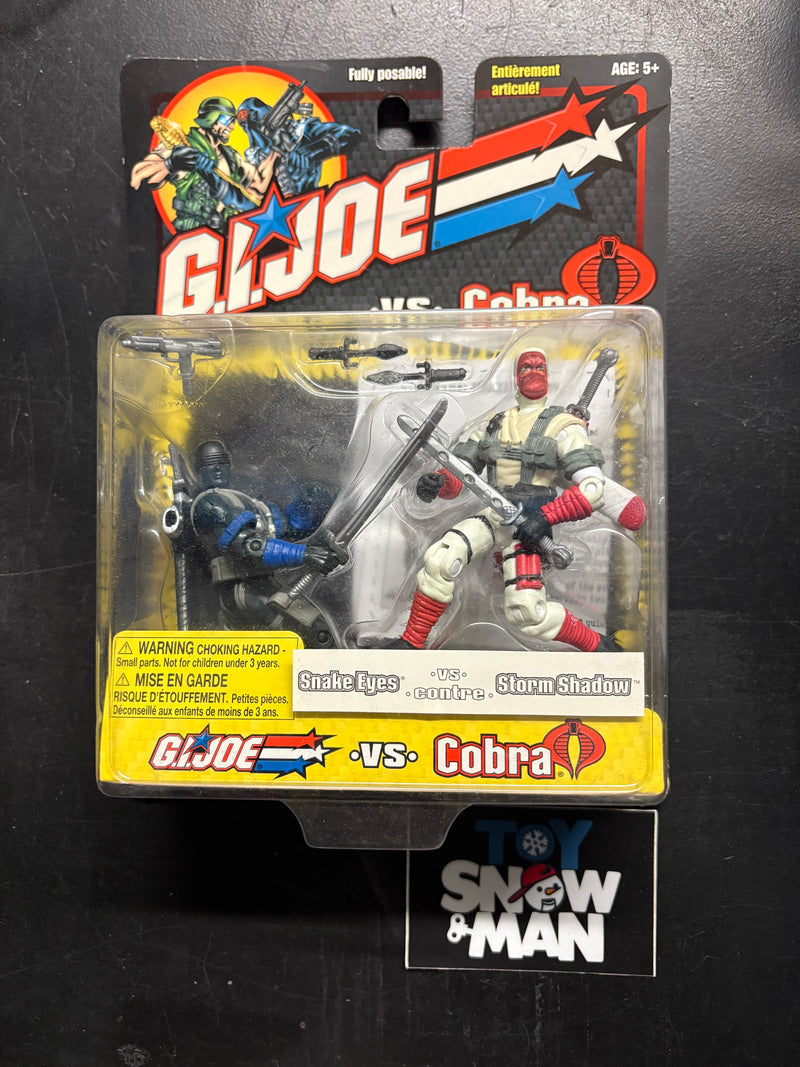 Fully posable!
Entièrement
articulé!
AGE: 5+
G.I.JOE
·vs· Cobra
⚠ WARNING CHOKING HAZARD -
Small parts. Not for children under 3 years.
⚠ MISE EN GARDE
RISQUE D'ÉTOUFFEMENT. Petites pièces.
Déconseillé aux enfants de moins de 3 ans.
Snake Eyes® ·vs· Storm Shadow™
·contre·
G.I.JOE ·vs· Cobra®
TOY
SNOW
MAN